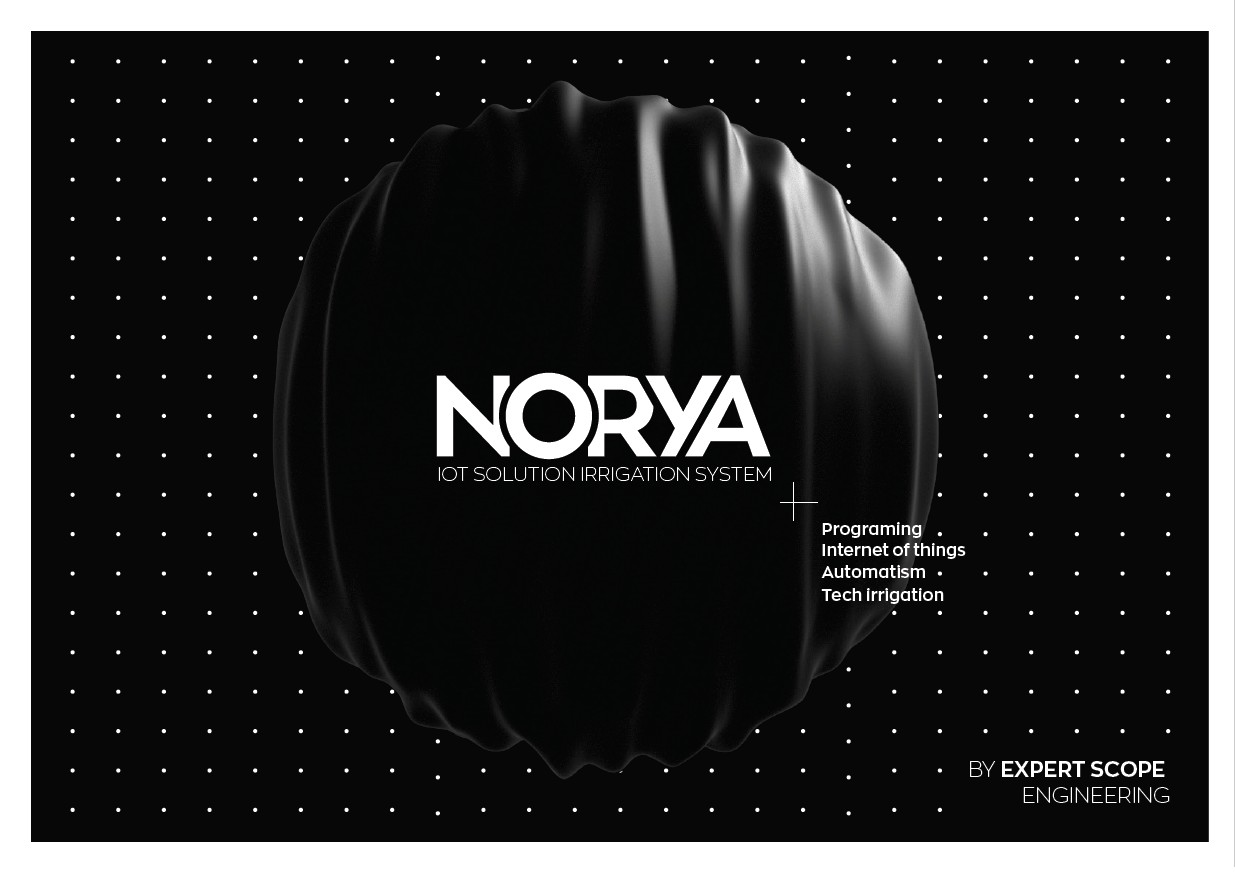 NORYA
IOT SOLUTION IRRIGATION SYSTEM
Programing
Internet of things
Automatism
Tech irrigation
BY EXPERT SCOPE
ENGINEERING